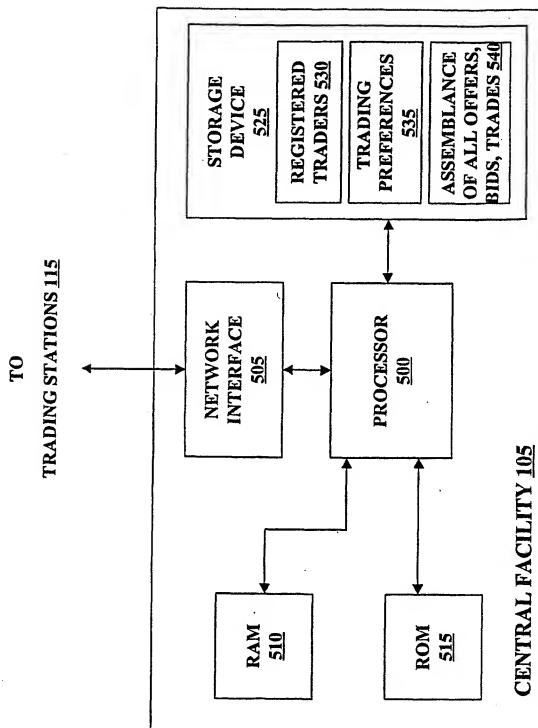 TO
TRADING STATIONS 115
NETWORK
INTERFACE
505
STORAGE
DEVICE
525
REGISTERED
TRADERS 530
TRADING
PREFERENCES
535
ASSEMBLANCE
OF ALL OFFERS,
BIDS, TRADES 540
PROCESSOR
500
RAM
510
ROM
515
CENTRAL FACILITY 105